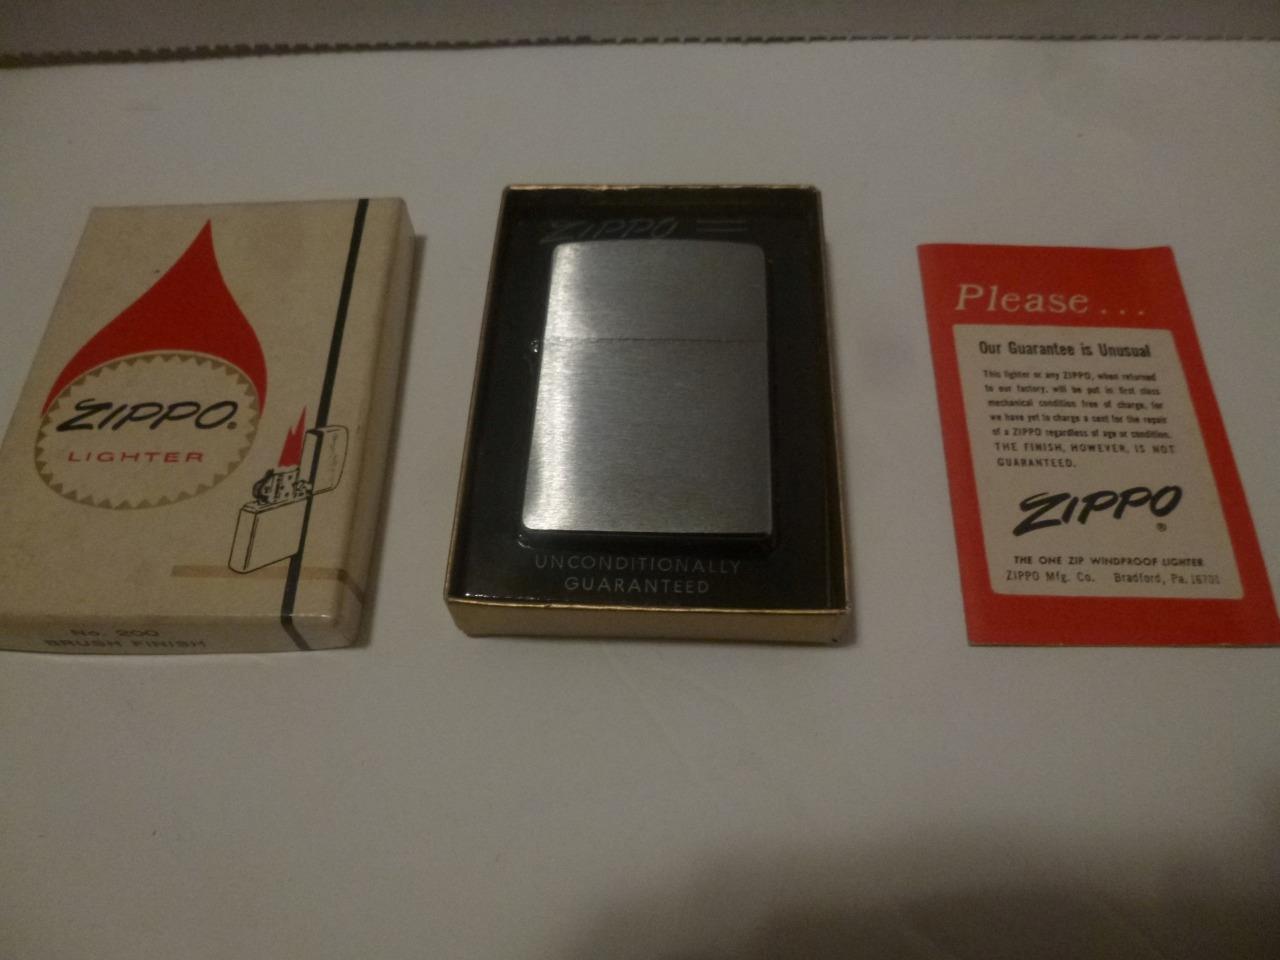 ZIPPO®
LIGHTER
No. 200
BRUSH FINISH
ZIPPO
UNCONDITIONALLY
GUARANTEED
Please...
Our Guarantee is Unusual
This lighter or any ZIPPO, when returned
to our factory, will be put in first class
mechanical condition free of charge, for
we have yet to charge a cent for the repair
of a ZIPPO regardless of age or condition.
THE FINISH, HOWEVER, IS NOT
GUARANTEED.
ZIPPO®
THE ONE ZIP WINDPROOF LIGHTER
ZIPPO Mfg. Co. Bradford, Pa. 16701